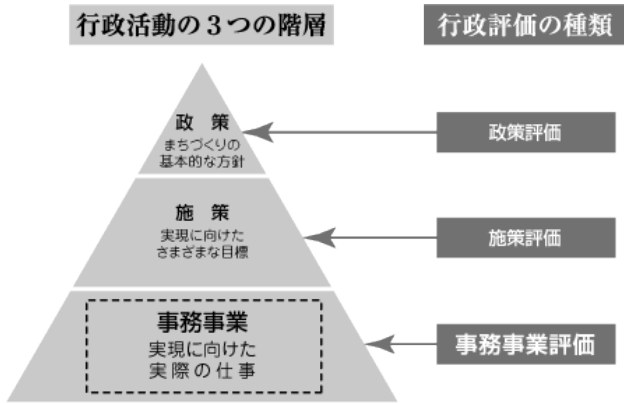 行政活動の3つの階層
行政評価の種類
政 策
まちづくりの
基本的な方針
政策評価
施 策
実現に向けた
さまざまな目標
施策評価
事務事業
実現に向けた
実際の仕事
事務事業評価